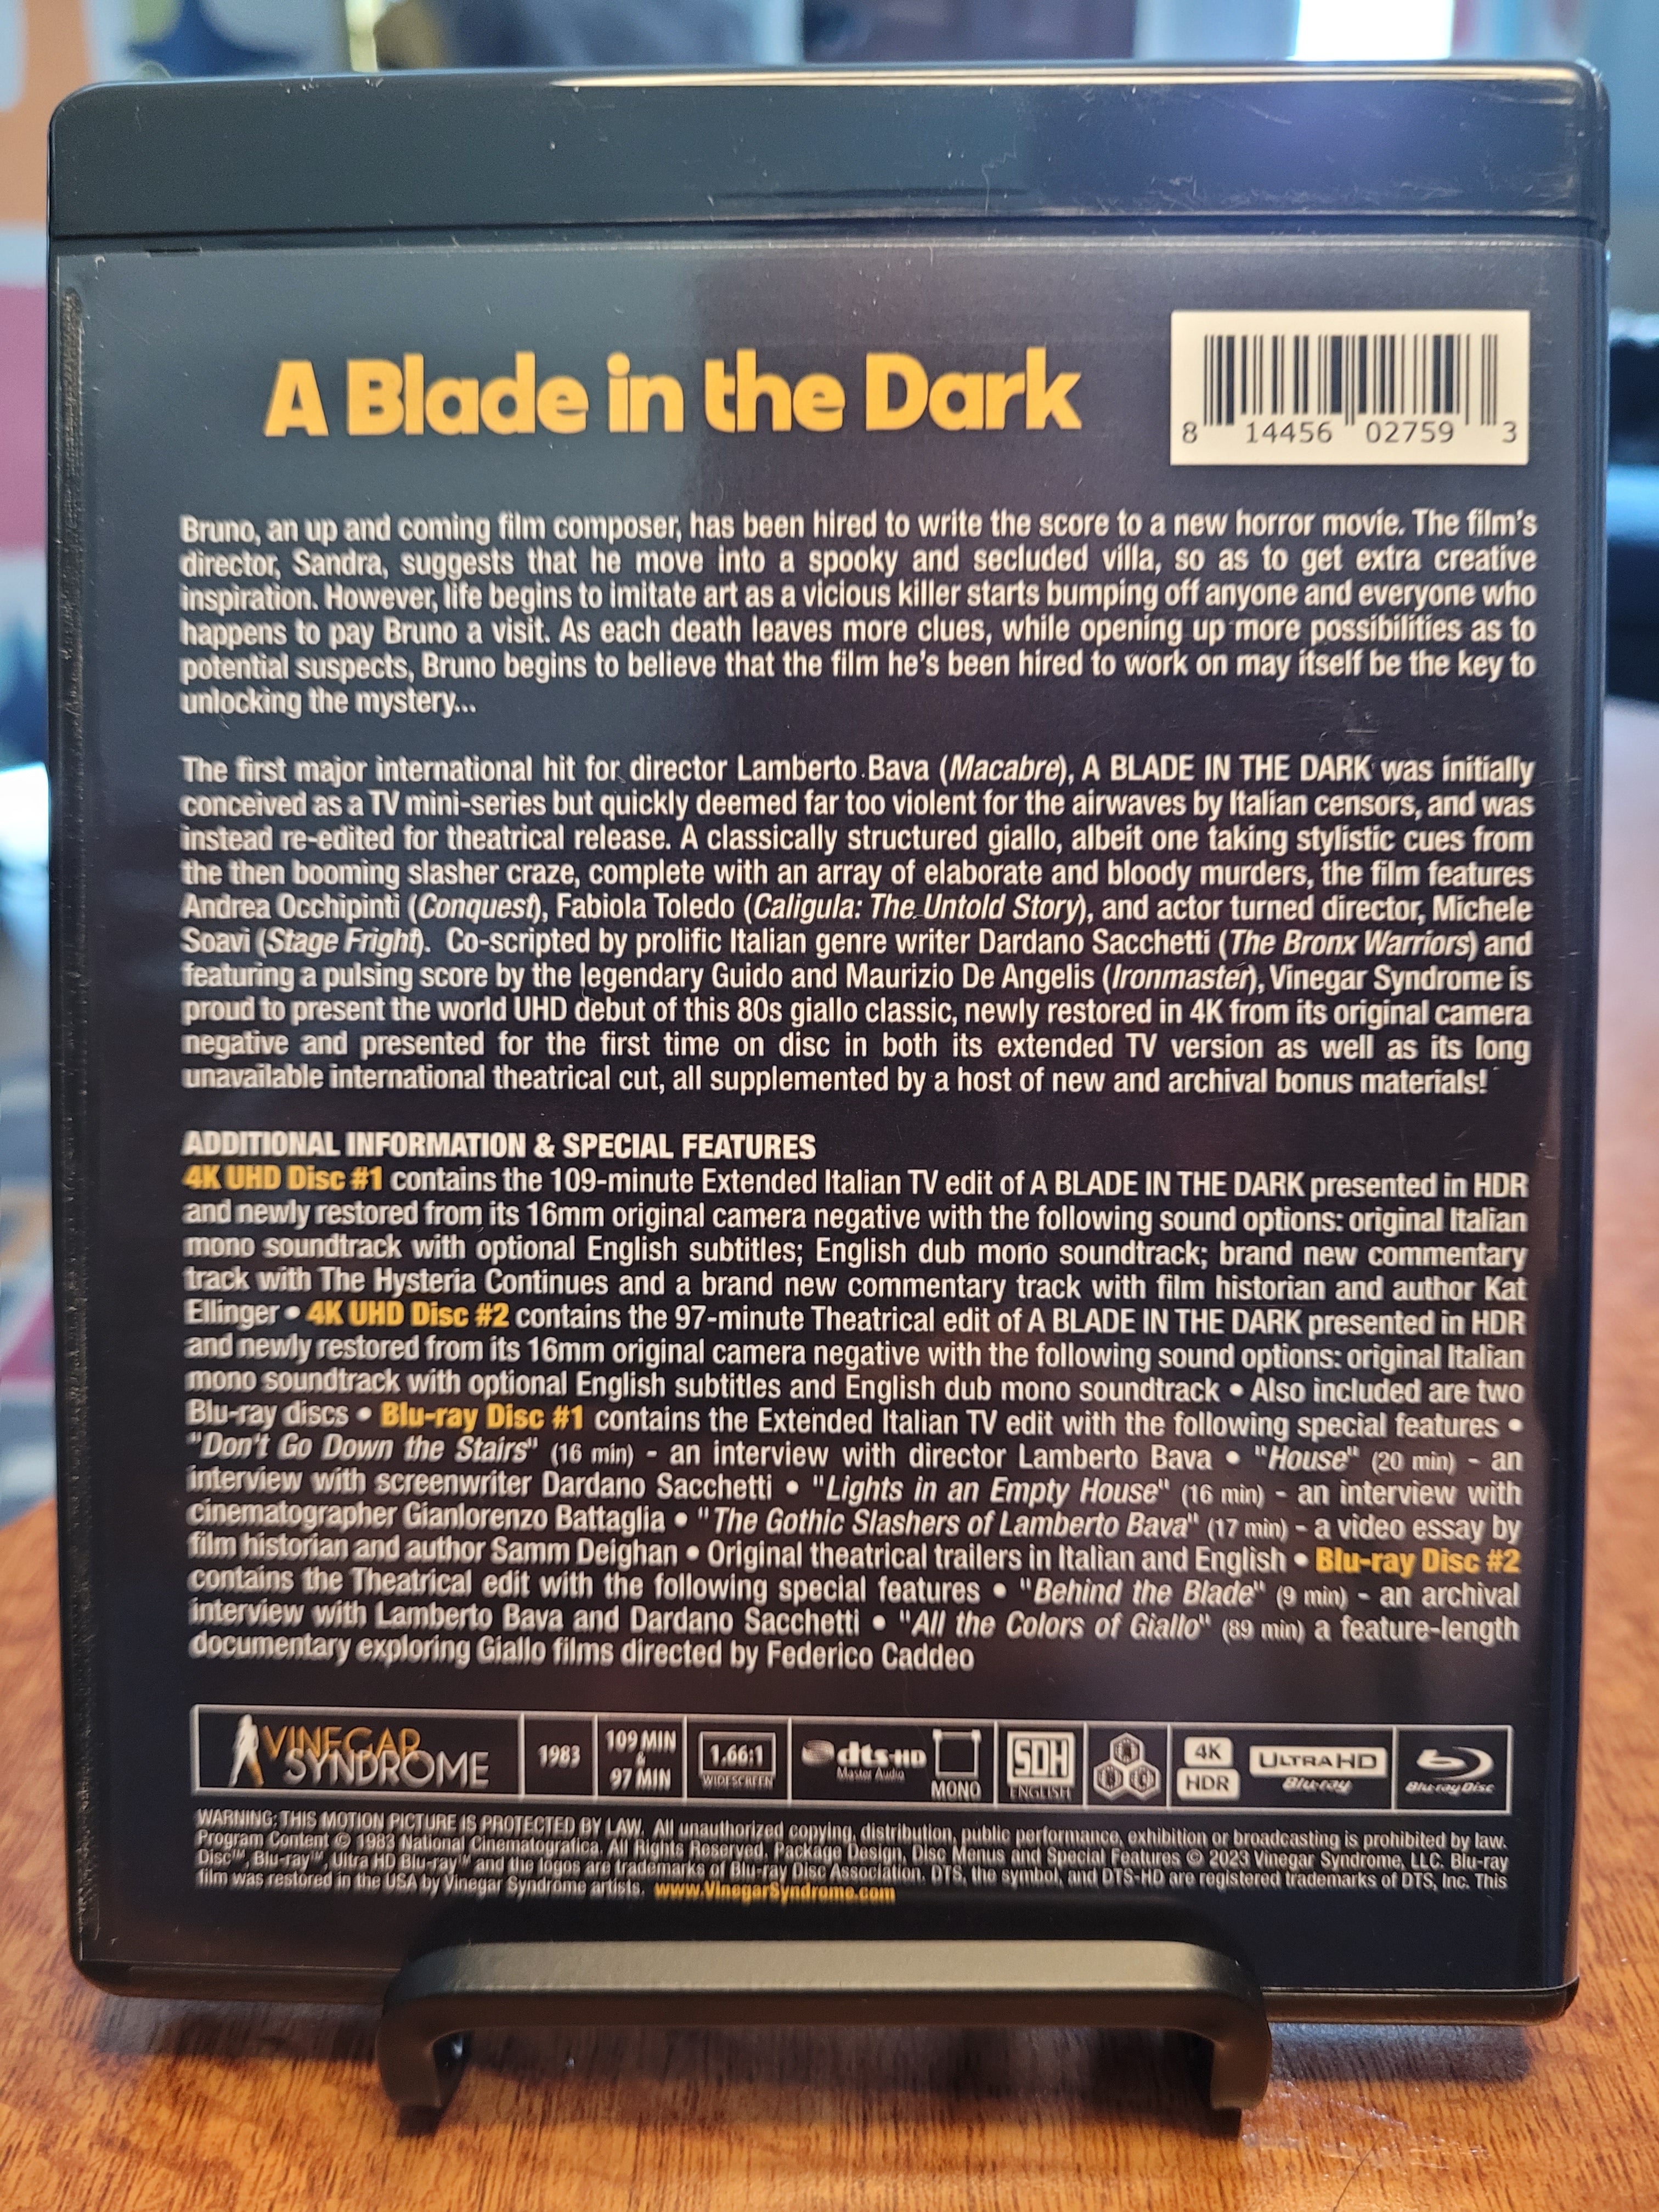 A Blade in the Dark
8 14456 02759 3
Bruno, an up and coming film composer, has been hired to write the score to a new horror movie. The film's
director, Sandra, suggests that he move into a spooky and secluded villa, so as to get extra creative
inspiration. However, life begins to imitate art as a vicious killer starts bumping off anyone and everyone who
happens to pay Bruno a visit. As each death leaves more clues, while opening up more possibilities as to
potential suspects, Bruno begins to believe that the film he's been hired to work on may itself be the key to
unlocking the mystery...
The first major international hit for director Lamberto Bava (Macabre), A BLADE IN THE DARK was initially
conceived as a TV mini-series but quickly deemed far too violent for the airwaves by Italian censors, and was
instead re-edited for theatrical release. A classically structured giallo, albeit one taking stylistic cues from
the then booming slasher craze, complete with an array of elaborate and bloody murders, the film features
Andrea Occhipinti (Conquest), Fabiola Toledo (Caligula: The Untold Story), and actor turned director, Michele
Soavi (Stage Fright). Co-scripted by prolific Italian genre writer Dardano Sacchetti (The Bronx Warriors) and
featuring a pulsing score by the legendary Guido and Maurizio De Angelis (Ironmaster), Vinegar Syndrome is
proud to present the world UHD debut of this 80s giallo classic, newly restored in 4K from its original camera
negative and presented for the first time on disc in both its extended TV version as well as its long
unavailable international theatrical cut, all supplemented by a host of new and archival bonus materials!
ADDITIONAL INFORMATION & SPECIAL FEATURES
4K UHD Disc #1 contains the 109-minute Extended Italian TV edit of A BLADE IN THE DARK presented in HDR
and newly restored from its 16mm original camera negative with the following sound options: original Italian
mono soundtrack with optional English subtitles; English dub mono soundtrack; brand new commentary
track with The Hysteria Continues and a brand new commentary track with film historian and author Kat
Ellinger • 4K UHD Disc #2 contains the 97-minute Theatrical edit of A BLADE IN THE DARK presented in HDR
and newly restored from its 16mm original camera negative with the following sound options: original Italian
mono soundtrack with optional English subtitles and English dub mono soundtrack • Also included are two
Blu-ray discs • Blu-ray Disc #1 contains the Extended Italian TV edit with the following special features •
"Don't Go Down the Stairs" (16 min) - an interview with director Lamberto Bava • "House" (20 min) - an
interview with screenwriter Dardano Sacchetti • "Lights in an Empty House" (16 min) - an interview with
cinematographer Gianlorenzo Battaglia • "The Gothic Slashers of Lamberto Bava" (17 min) - a video essay by
film historian and author Samm Deighan • Original theatrical trailers in Italian and English • Blu-ray Disc #2
contains the Theatrical edit with the following special features • "Behind the Blade" (9 min) - an archival
interview with Lamberto Bava and Dardano Sacchetti • "All the Colors of Giallo" (89 min) a feature-length
documentary exploring Giallo films directed by Federico Caddeo
VINEGAR SYNDROME 1983 109 MIN & 97 MIN 1.66:1 WIDESCREEN dts-HD Master Audio MONO SDH ENGLISH A B C 4K HDR ULTRA HD Blu-ray Blu-ray Disc
WARNING: THIS MOTION PICTURE IS PROTECTED BY LAW. All unauthorized copying, distribution, public performance, exhibition or broadcasting is prohibited by law.
Program Content © 1983 National Cinematografica. All Rights Reserved. Package Design, Disc Menus and Special Features © 2023 Vinegar Syndrome, LLC. Blu-ray
Disc™, Blu-ray™, Ultra HD Blu-ray™ and the logos are trademarks of Blu-ray Disc Association. DTS, the symbol, and DTS-HD are registered trademarks of DTS, Inc. This
film was restored in the USA by Vinegar Syndrome artists. www.VinegarSyndrome.com